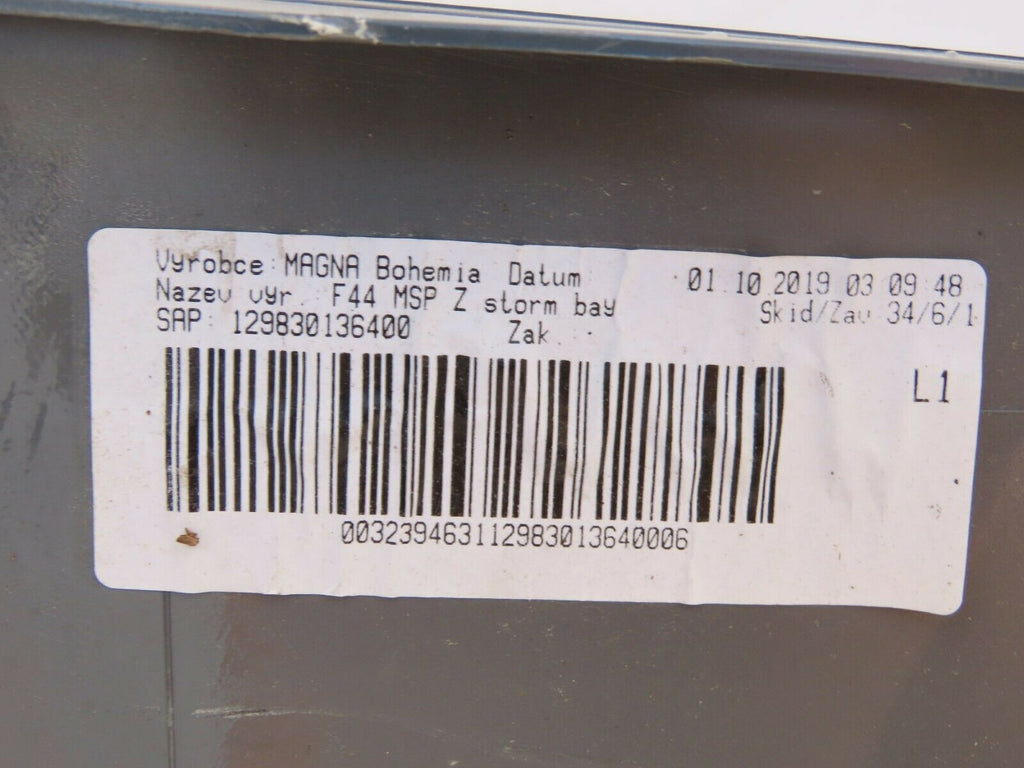 Vyrobce: MAGNA Bohemia Datum 01.10.2019 03:09:48
Nazev vyr.: F44 MSP Z storm bay Skid/Zav 34/6/1
SAP: 129830136400 Zak.:
L1
00323946311298301364 0006